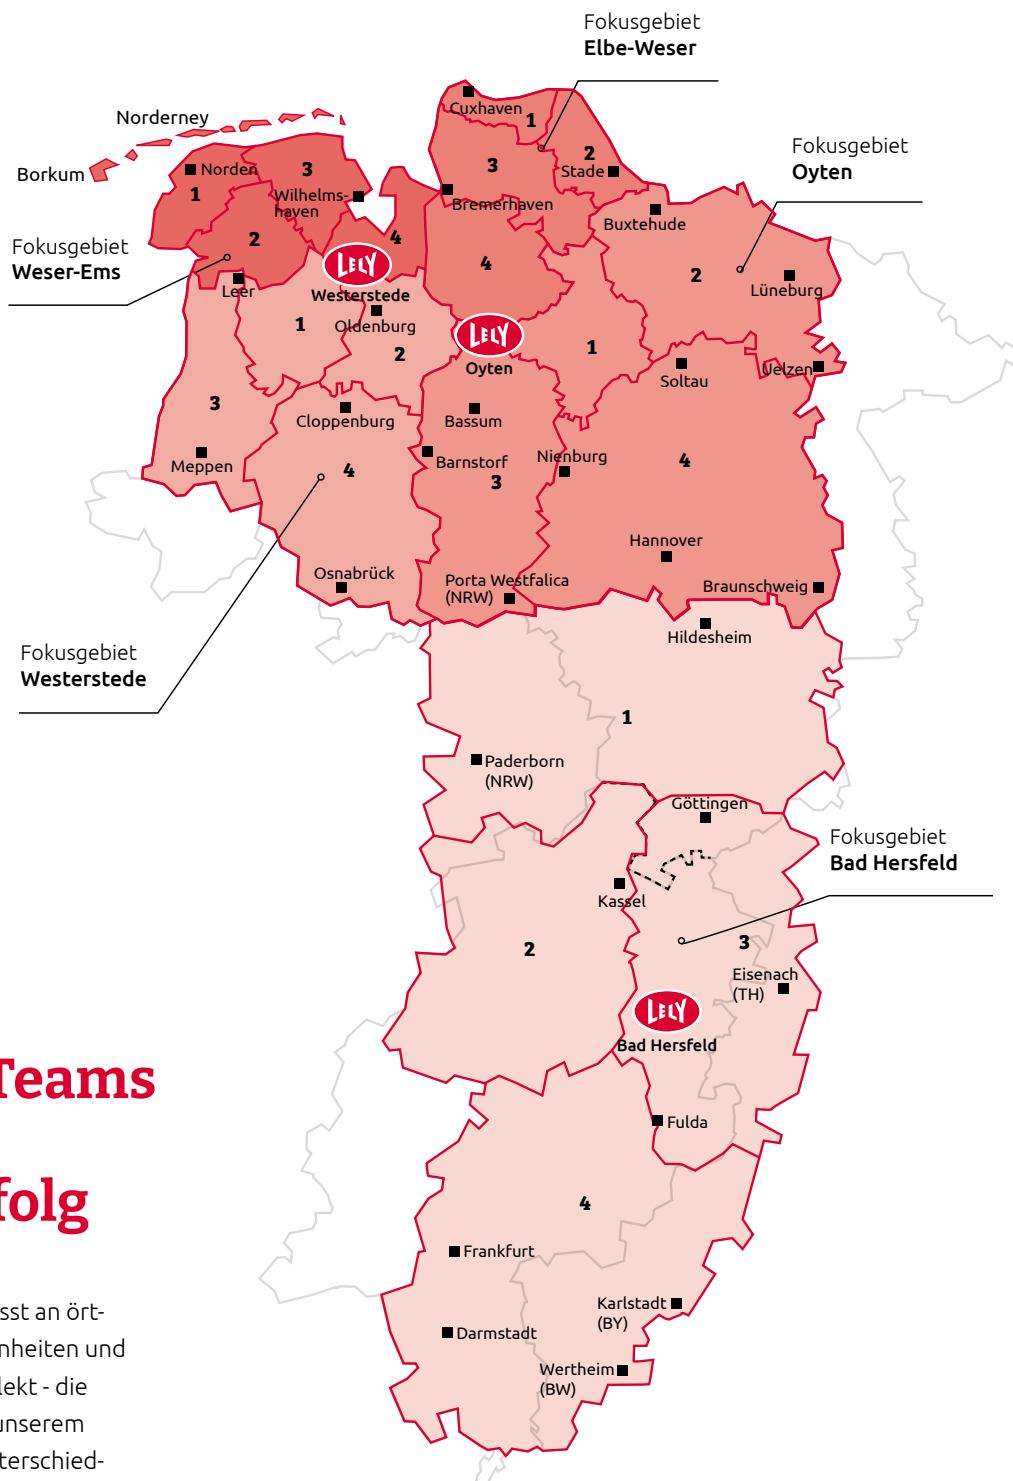 Fokusgebiet
Elbe-Weser
Cuxhaven
1
Norderney
2
Fokusgebiet
Oyten
3
Stade
Borkum
Norden
3
1
Wilhelms-
haven
Bremerhaven
Buxtehude
Fokusgebiet
Weser-Ems
2
4
4
2
LELY
Westerstede
Leer
Lüneburg
1
Oldenburg
LELY
Oyten
2
1
Soltau
Uelzen
3
Cloppenburg
Bassum
Meppen
4
Barnstorf
3
Nienburg
4
Hannover
Osnabrück
Porta Westfalica
(NRW)
Braunschweig
Hildesheim
Fokusgebiet
Westerstede
1
Paderborn
(NRW)
Göttingen
Fokusgebiet
Bad Hersfeld
Kassel
2
3
Eisenach
(TH)
LELY
Bad Hersfeld
Teams
Fulda
folg
4
Frankfurt
Karlstadt
(BY)
sst an ört-
Darmstadt
nheiten und
Wertheim
(BW)
lekt - die
unserem
terschied-